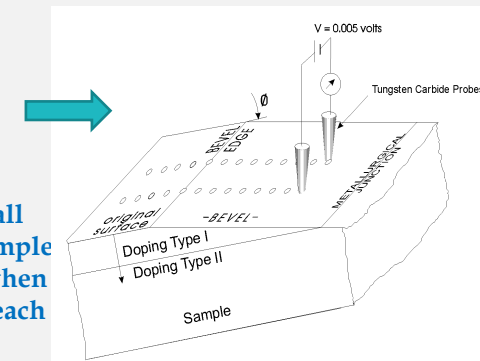 V = 0.005 volts
Tungsten Carbide Probes
Ø
BEVEL
EDGE
METALLURGICAL
JUNCTION
original
surface
-BEVEL-
Doping Type I
Doping Type II
Sample
all
mple
when
each